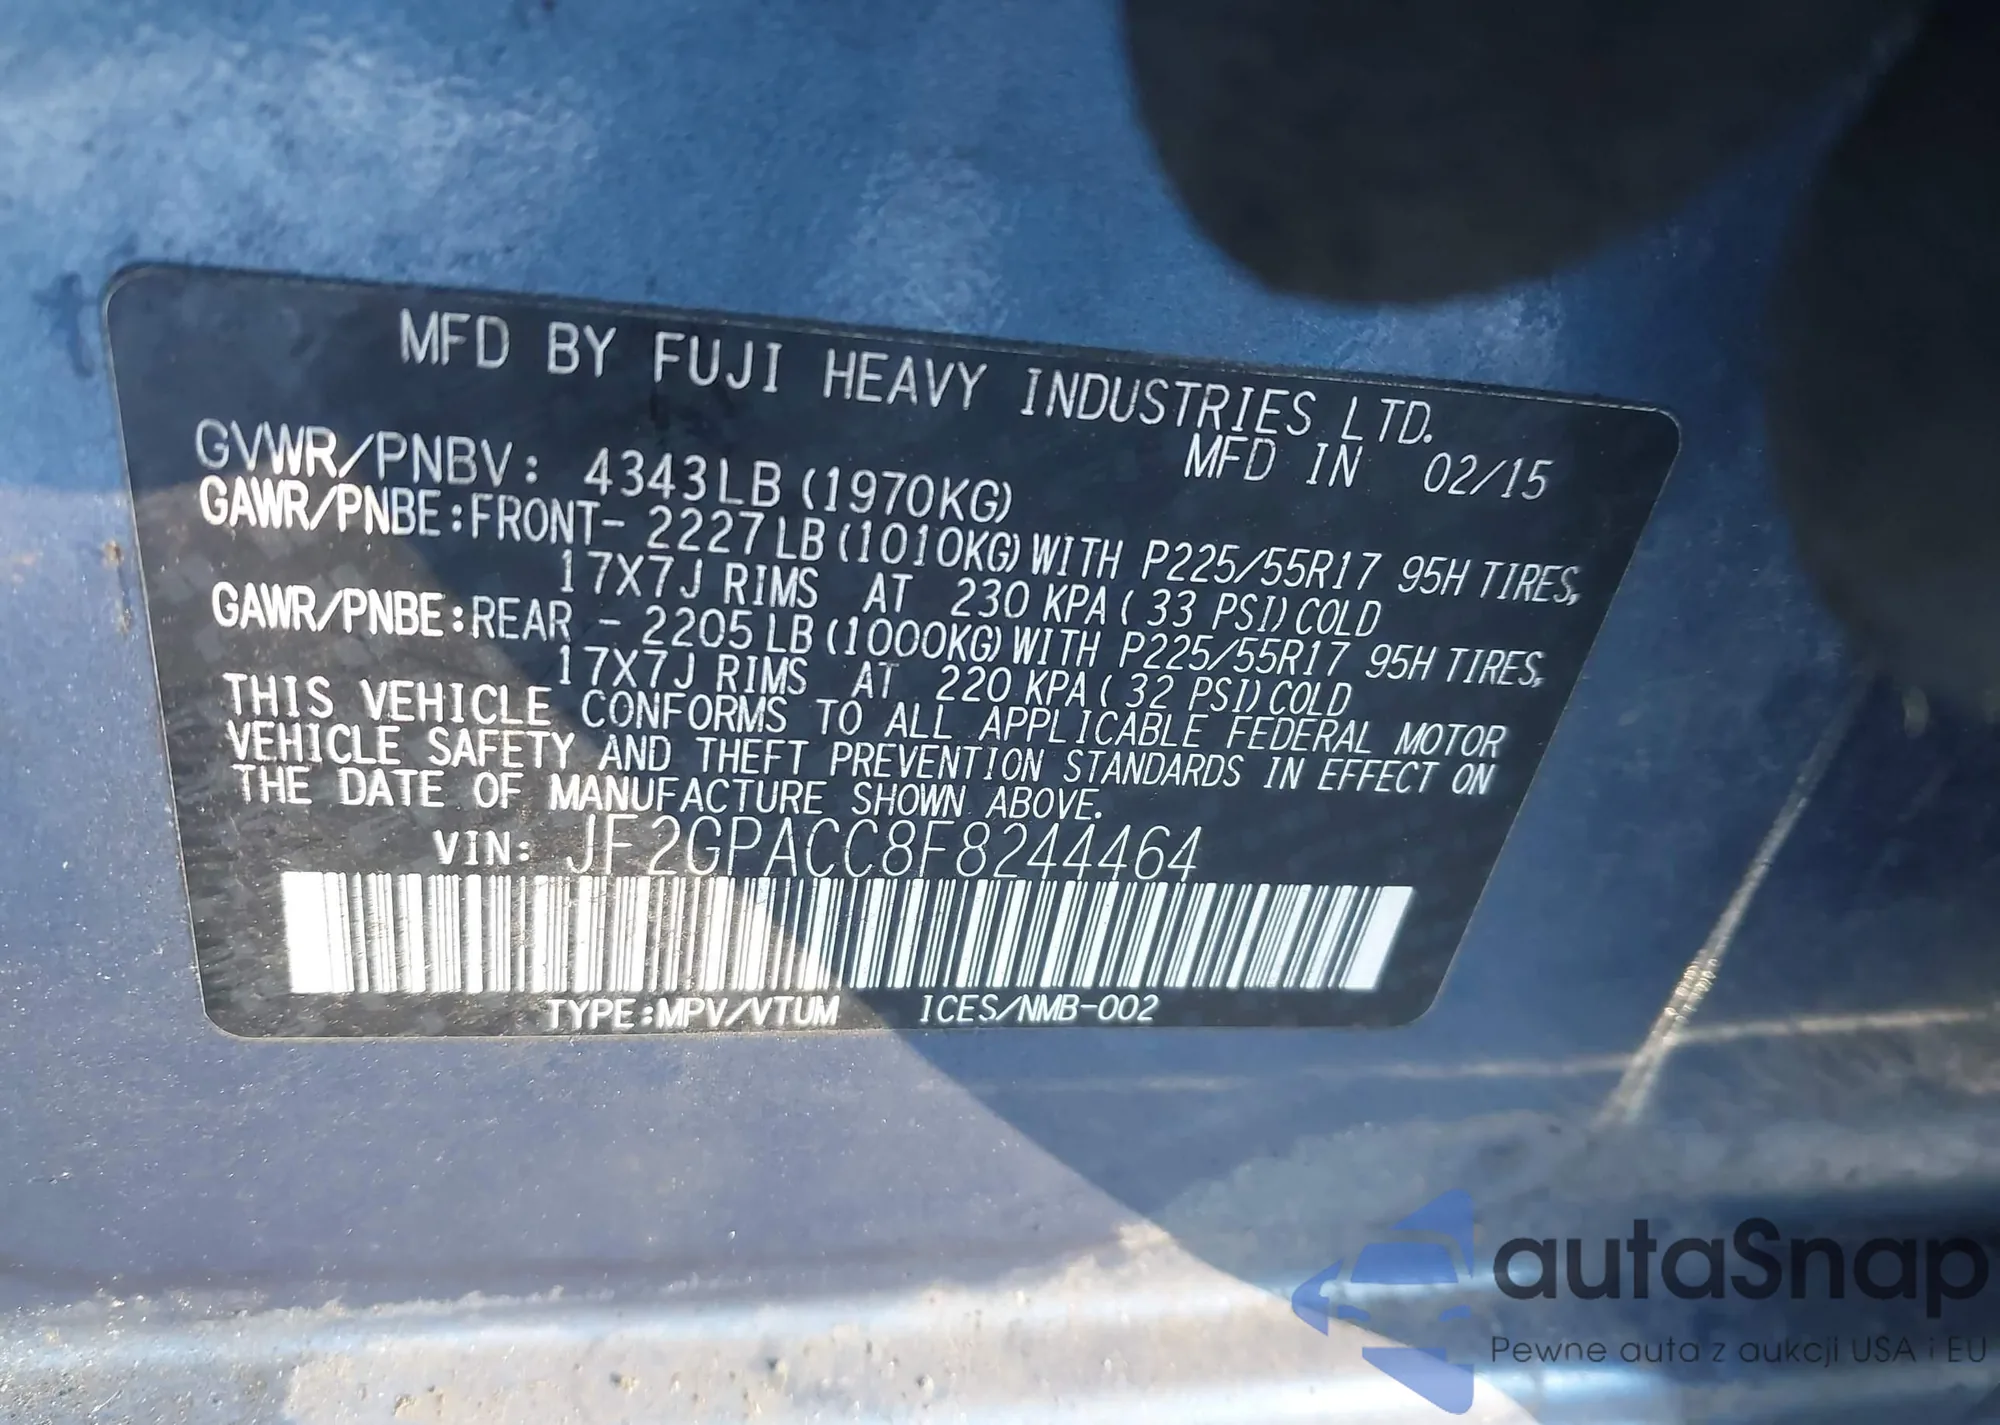 MFD BY FUJI HEAVY INDUSTRIES LTD.
MFD IN 02/15
GVWR/PNBV: 4343LB (1970KG)
GAWR/PNBE:FRONT- 2227LB (1010KG) WITH P225/55R17 95H TIRES,
17X7J RIMS AT 230 KPA ( 33 PSI) COLD
GAWR/PNBE:REAR - 2205LB (1000KG) WITH P225/55R17 95H TIRES,
17X7J RIMS AT 220 KPA ( 32 PSI) COLD
THIS VEHICLE CONFORMS TO ALL APPLICABLE FEDERAL MOTOR
VEHICLE SAFETY AND THEFT PREVENTION STANDARDS IN EFFECT ON
THE DATE OF MANUFACTURE SHOWN ABOVE.
VIN: JF2GPACC8F8244464
TYPE:MPV/VTUM ICES/NMB-002
autaSnap
Pewne auta z aukcji USA i EU